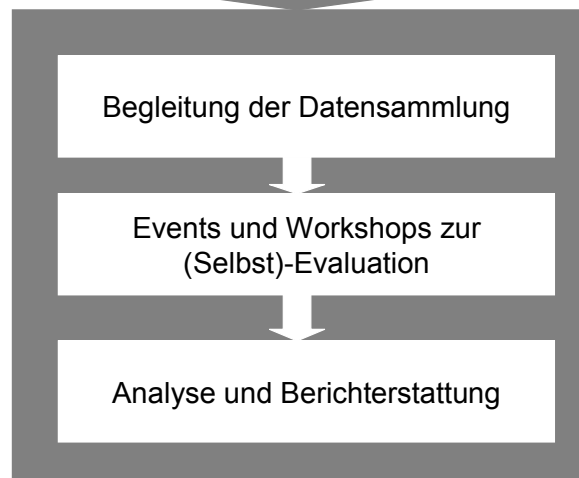 Begleitung der Datensammlung
Events und Workshops zur
(Selbst)-Evaluation
Analyse und Berichterstattung